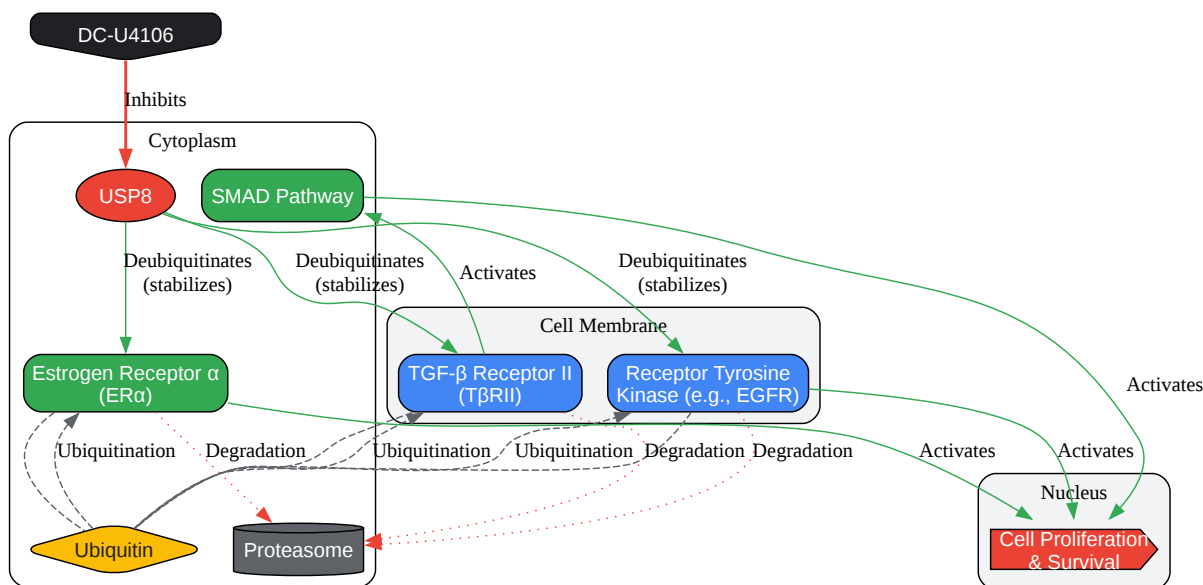 DC-U4106
Inhibits
Cytoplasm
USP8
SMAD Pathway
Deubiquitinates
(stabilizes)
Deubiquitinates
(stabilizes)
Activates
Deubiquitinates
(stabilizes)
Cell Membrane
Estrogen Receptor α
(ERα)
TGF-β Receptor II
(TβRII)
Receptor Tyrosine
Kinase (e.g., EGFR)
Activates
Ubiquitination
Degradation
Ubiquitination
Ubiquitination
Degradation
Degradation
Activates
Activates
Nucleus
Ubiquitin
Proteasome
Cell Proliferation
& Survival